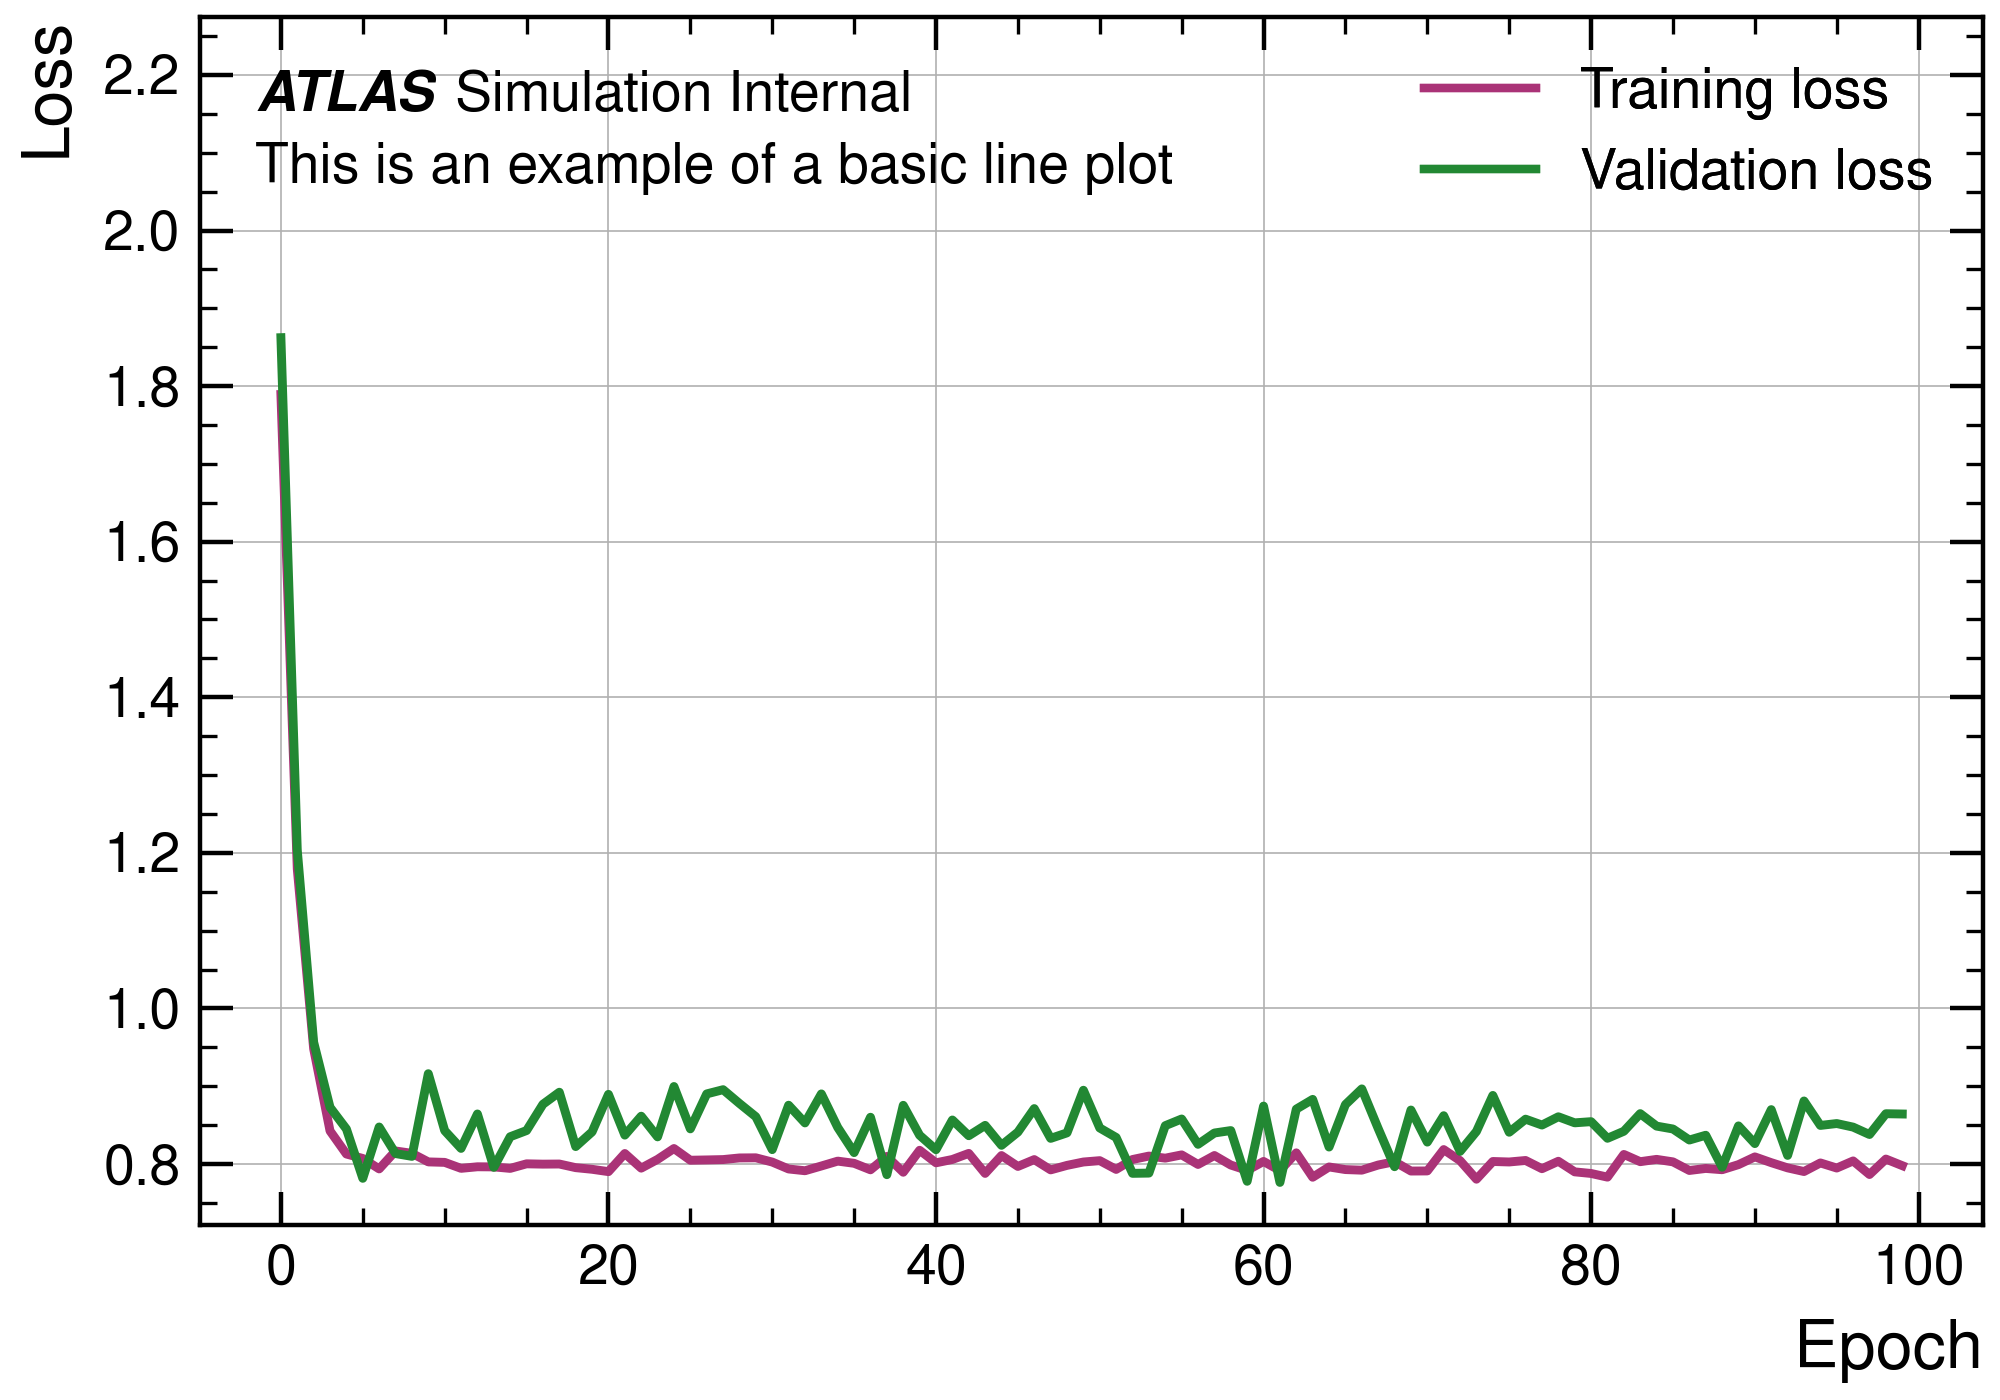 Loss
2.2
2.0
1.8
1.6
1.4
1.2
1.0
0.8
ATLAS Simulation Internal
This is an example of a basic line plot
Training loss
Validation loss
0 20 40 60 80 100
Epoch